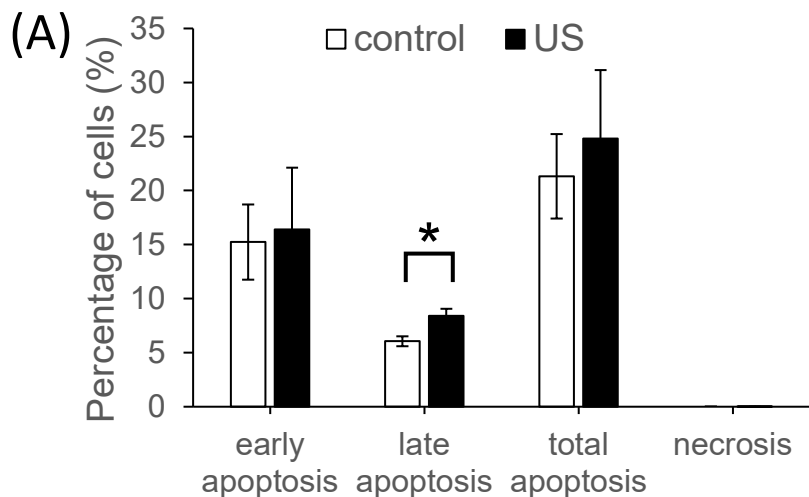 (A)
control US
Percentage of cells (%)
35
30
25
20
15
10
5
0
*
early apoptosis
late apoptosis
total apoptosis
necrosis